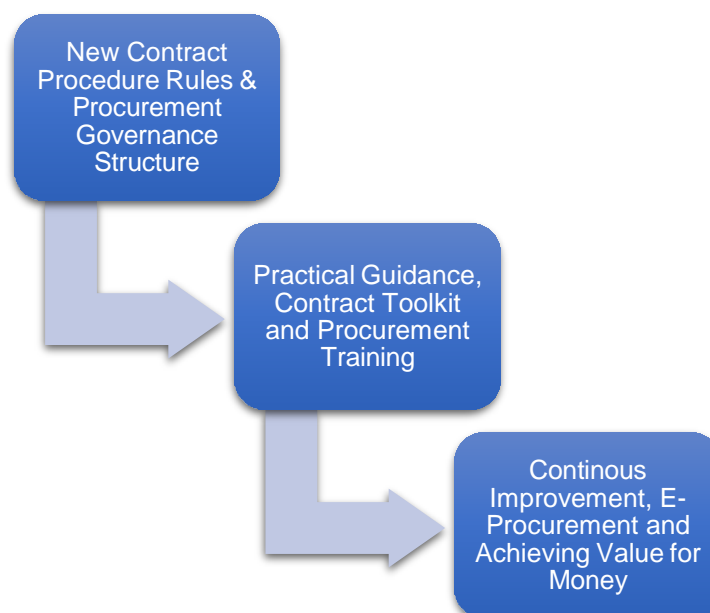 New Contract
Procedure Rules &
Procurement
Governance
Structure
Practical Guidance,
Contract Toolkit
and Procurement
Training
Continous
Improvement, E-
Procurement and
Achieving Value for
Money